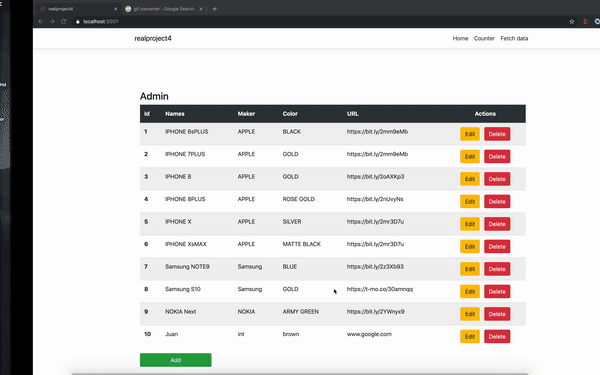 realproject4 gif converter - Google Search
localhost:5001
realproject4 Home Counter Fetch data
Admin
Id Names Maker Color URL Actions
1 IPHONE 6sPLUS APPLE BLACK https://bit.ly/2mm9eMb Edit Delete
2 IPHONE 7PLUS APPLE GOLD https://bit.ly/2mm9eMb Edit Delete
3 IPHONE 8 APPLE GOLD https://bit.ly/2oAXKp3 Edit Delete
4 IPHONE 8PLUS APPLE ROSE GOLD https://bit.ly/2nUvyNs Edit Delete
5 IPHONE X APPLE SILVER https://bit.ly/2mr3D7u Edit Delete
6 IPHONE XsMAX APPLE MATTE BLACK https://bit.ly/2mr3D7u Edit Delete
7 Samsung NOTE9 Samsung BLUE https://bit.ly/2z3Xb93 Edit Delete
8 Samsung S10 Samsung GOLD https://t-mo.co/30amnqq Edit Delete
9 NOKIA Next NOKIA ARMY GREEN https://bit.ly/2YWnyx9 Edit Delete
10 Juan int brown www.google.com Edit Delete
Add